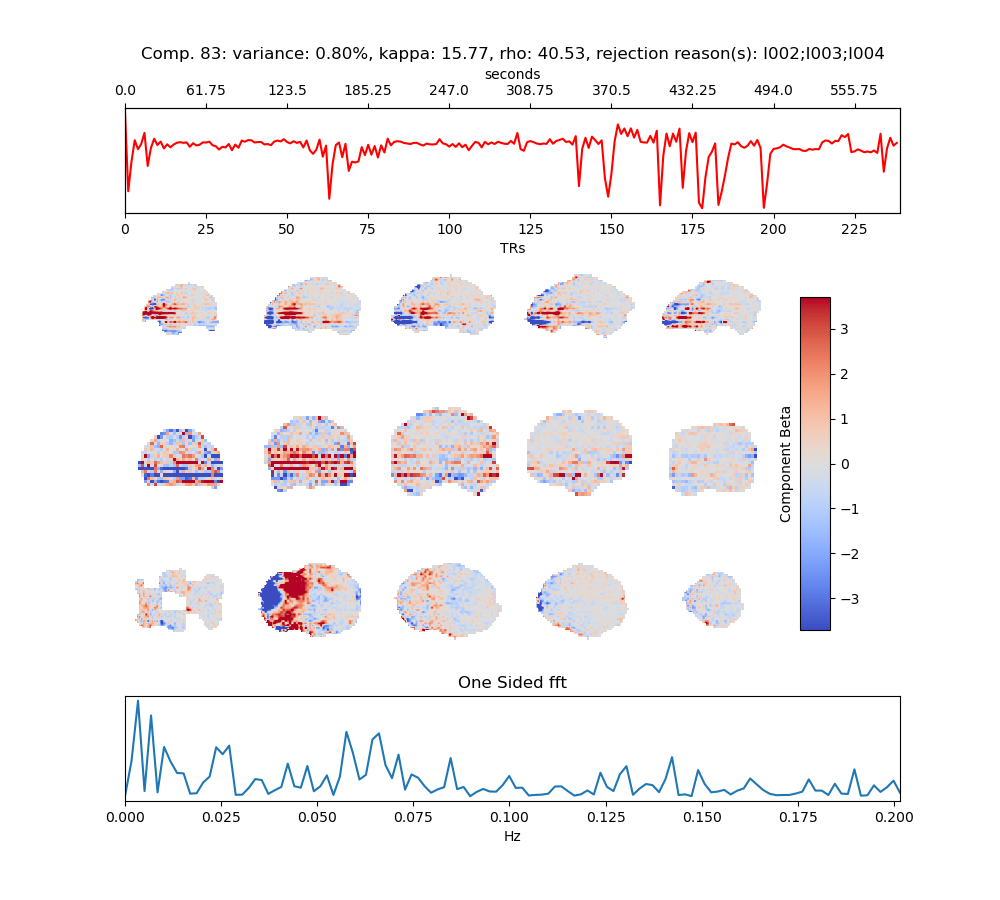 Comp. 83: variance: 0.80%, kappa: 15.77, rho: 40.53, rejection reason(s): I002;I003;I004
seconds
0.0 61.75 123.5 185.25 247.0 308.75 370.5 432.25 494.0 555.75
0 25 50 75 100 125 150 175 200 225
TRs
3
2
1
0
−1
−2
−3
Component Beta
One Sided fft
0.000 0.025 0.050 0.075 0.100 0.125 0.150 0.175 0.200
Hz